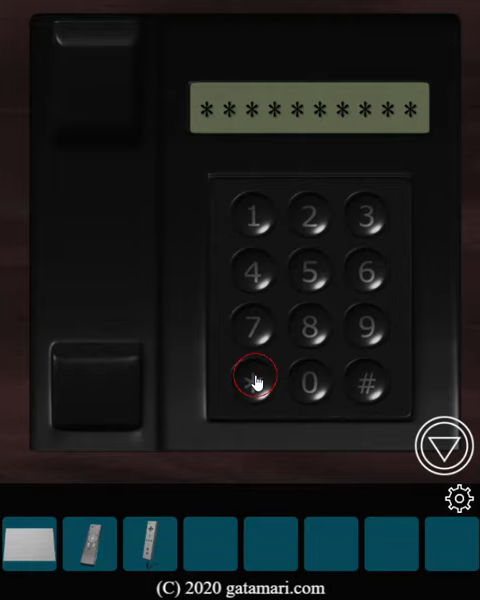 * * * * * * * * * *
1 2 3
4 5 6
7 8 9
* 0 #
(C) 2020 gatamari.com